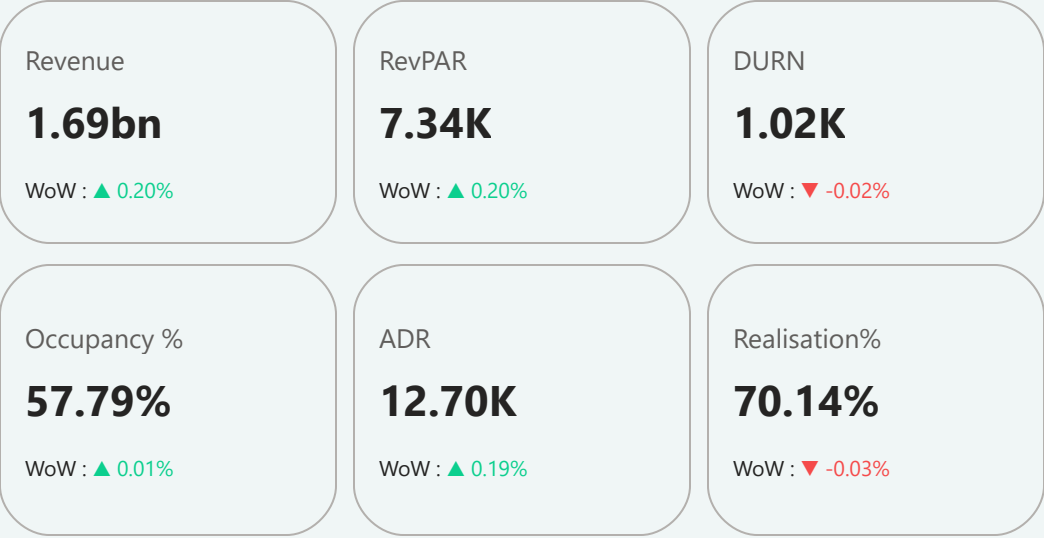 Revenue
1.69bn
WoW : ▲ 0.20%
RevPAR
7.34K
WoW : ▲ 0.20%
DURN
1.02K
WoW : ▼ -0.02%
Occupancy %
57.79%
WoW : ▲ 0.01%
ADR
12.70K
WoW : ▲ 0.19%
Realisation%
70.14%
WoW : ▼ -0.03%